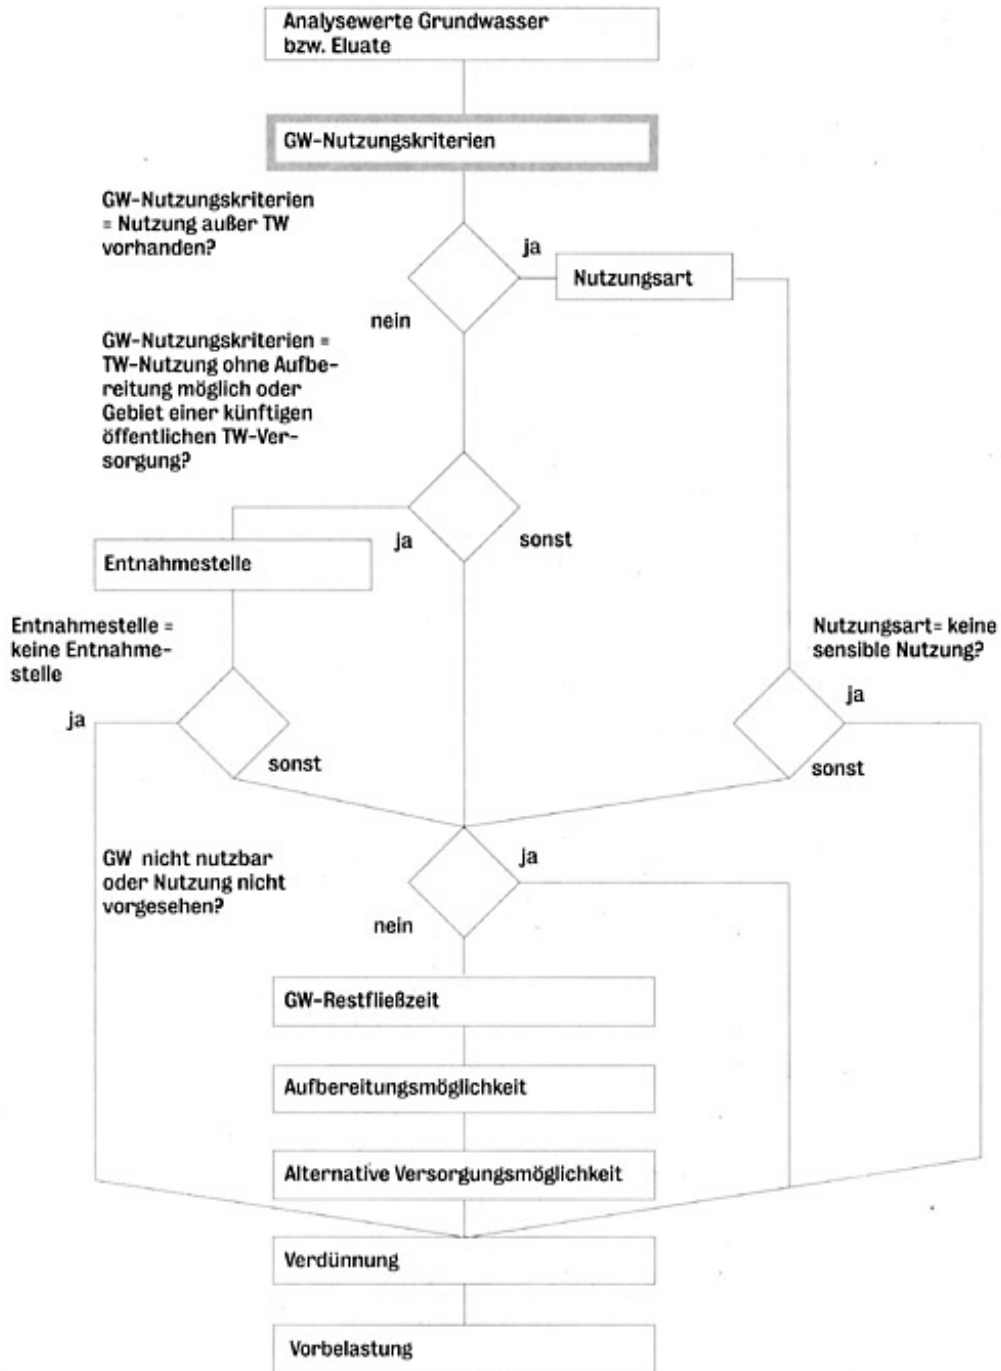 Analysewerte Grundwasser
bzw. Eluate
GW-Nutzungskriterien
GW-Nutzungskriterien
= Nutzung außer TW
vorhanden?
ja
Nutzungsart
nein
GW-Nutzungskriterien =
TW-Nutzung ohne Aufbe-
reitung möglich oder
Gebiet einer künftigen
öffentlichen TW-Ver-
sorgung?
ja
sonst
Entnahmestelle
Entnahmestelle =
keine Entnahme-
stelle
ja
sonst
Nutzungsart= keine
sensible Nutzung?
ja
sonst
GW nicht nutzbar
oder Nutzung nicht
vorgesehen?
ja
nein
GW-Restfließzeit
Aufbereitungsmöglichkeit
Alternative Versorgungsmöglichkeit
Verdünnung
Vorbelastung